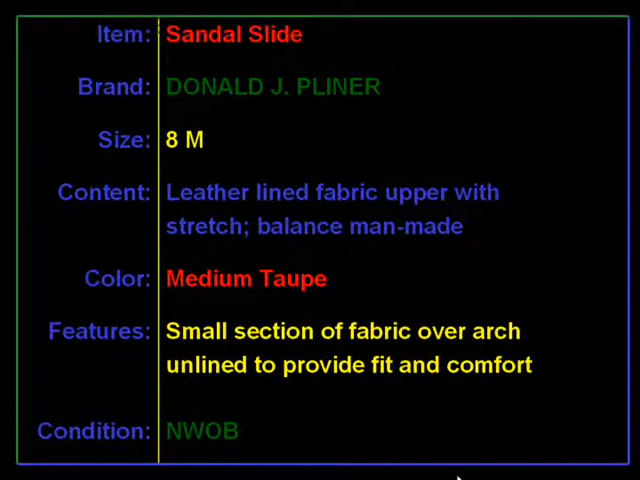 Item: Sandal Slide
Brand: DONALD J. PLINER
Size: 8 M
Content: Leather lined fabric upper with
stretch; balance man-made
Color: Medium Taupe
Features: Small section of fabric over arch
unlined to provide fit and comfort
Condition: NWOB